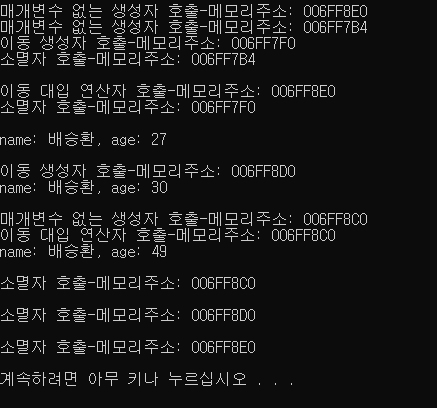 매개변수 없는 생성자 호출-메모리주소: 006FF8E0
매개변수 없는 생성자 호출-메모리주소: 006FF7B4
이동 생성자 호출-메모리주소: 006FF7F0
소멸자 호출-메모리주소: 006FF7B4
이동 대입 연산자 호출-메모리주소: 006FF8E0
소멸자 호출-메모리주소: 006FF7F0
name: 배승환, age: 27
이동 생성자 호출-메모리주소: 006FF8D0
name: 배승환, age: 30
매개변수 없는 생성자 호출-메모리주소: 006FF8C0
이동 대입 연산자 호출-메모리주소: 006FF8C0
name: 배승환, age: 49
소멸자 호출-메모리주소: 006FF8C0
소멸자 호출-메모리주소: 006FF8D0
소멸자 호출-메모리주소: 006FF8E0
계속하려면 아무 키나 누르십시오 . . .